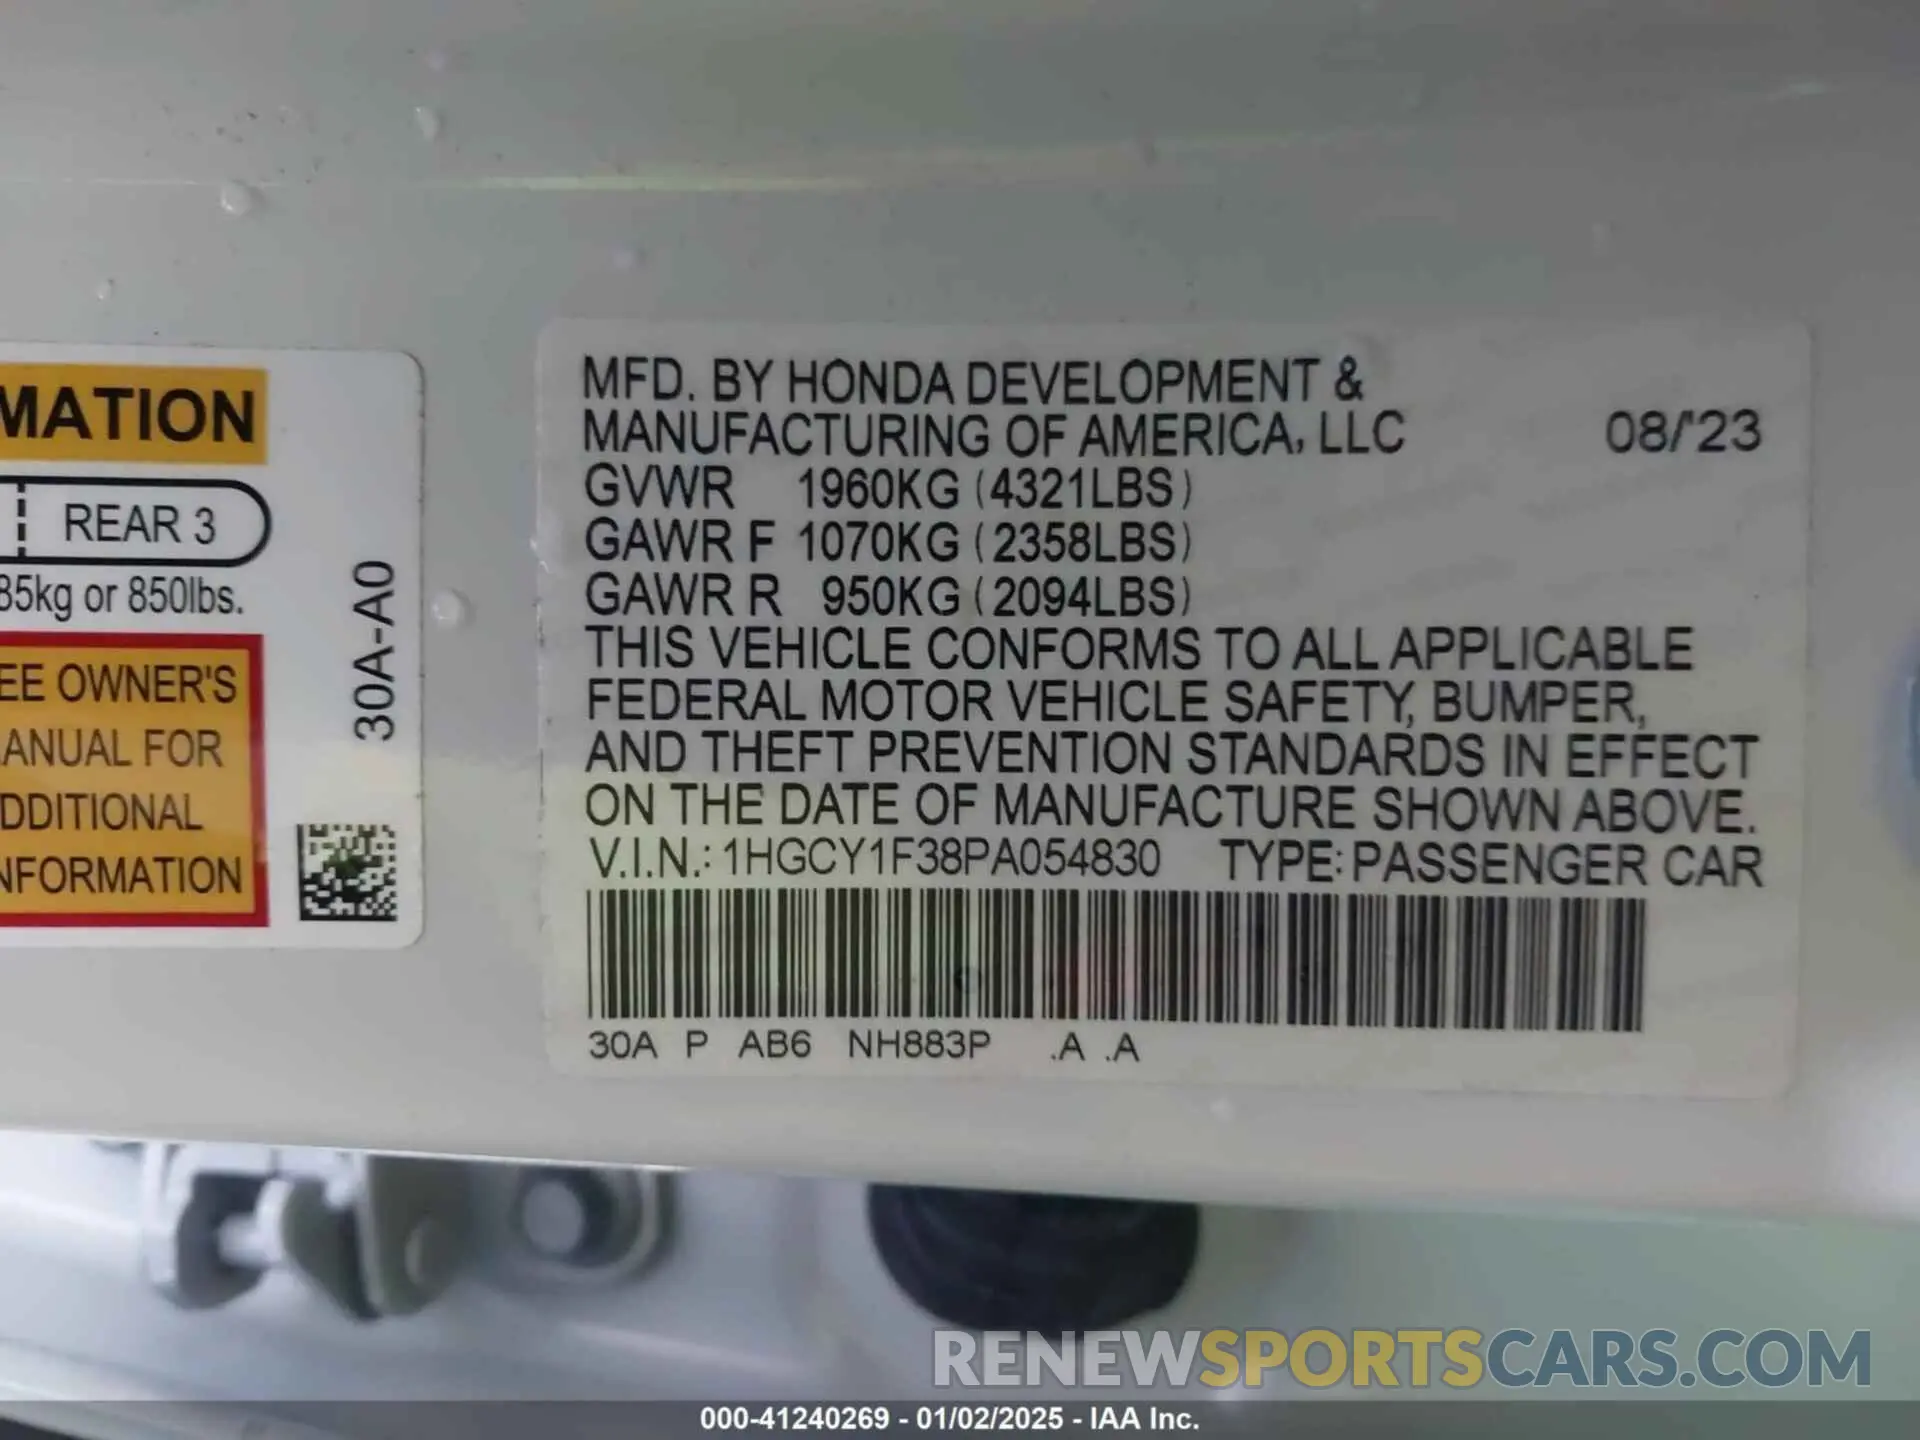 MATION
REAR 3
85kg or 850lbs.
EE OWNER'S
ANUAL FOR
DDITIONAL
NFORMATION
30A-A0
MFD. BY HONDA DEVELOPMENT &
MANUFACTURING OF AMERICA, LLC 08/'23
GVWR 1960KG (4321LBS)
GAWR F 1070KG (2358LBS)
GAWR R 950KG (2094LBS)
THIS VEHICLE CONFORMS TO ALL APPLICABLE
FEDERAL MOTOR VEHICLE SAFETY, BUMPER,
AND THEFT PREVENTION STANDARDS IN EFFECT
ON THE DATE OF MANUFACTURE SHOWN ABOVE.
V.I.N.: 1HGCY1F38PA054830 TYPE: PASSENGER CAR
30A P AB6 NH883P .A .A
RENEWSPORTSCARS.COM
000-41240269 - 01/02/2025 - IAA Inc.